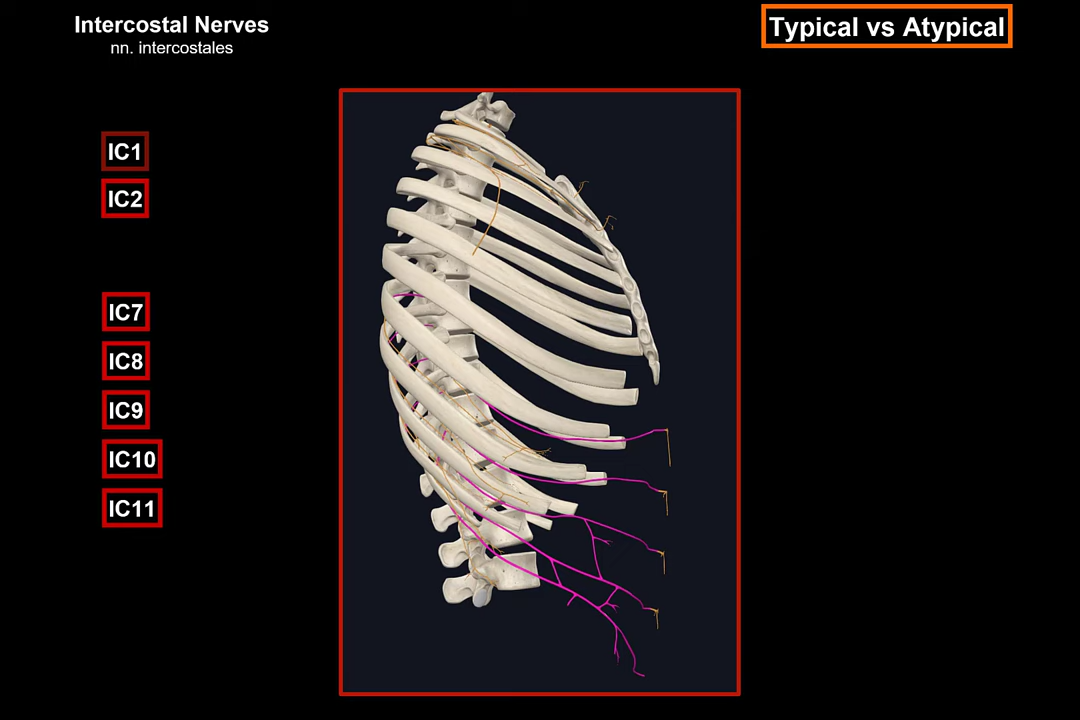 Intercostal Nerves
nn. intercostales
Typical vs Atypical
IC1
IC2
IC7
IC8
IC9
IC10
IC11